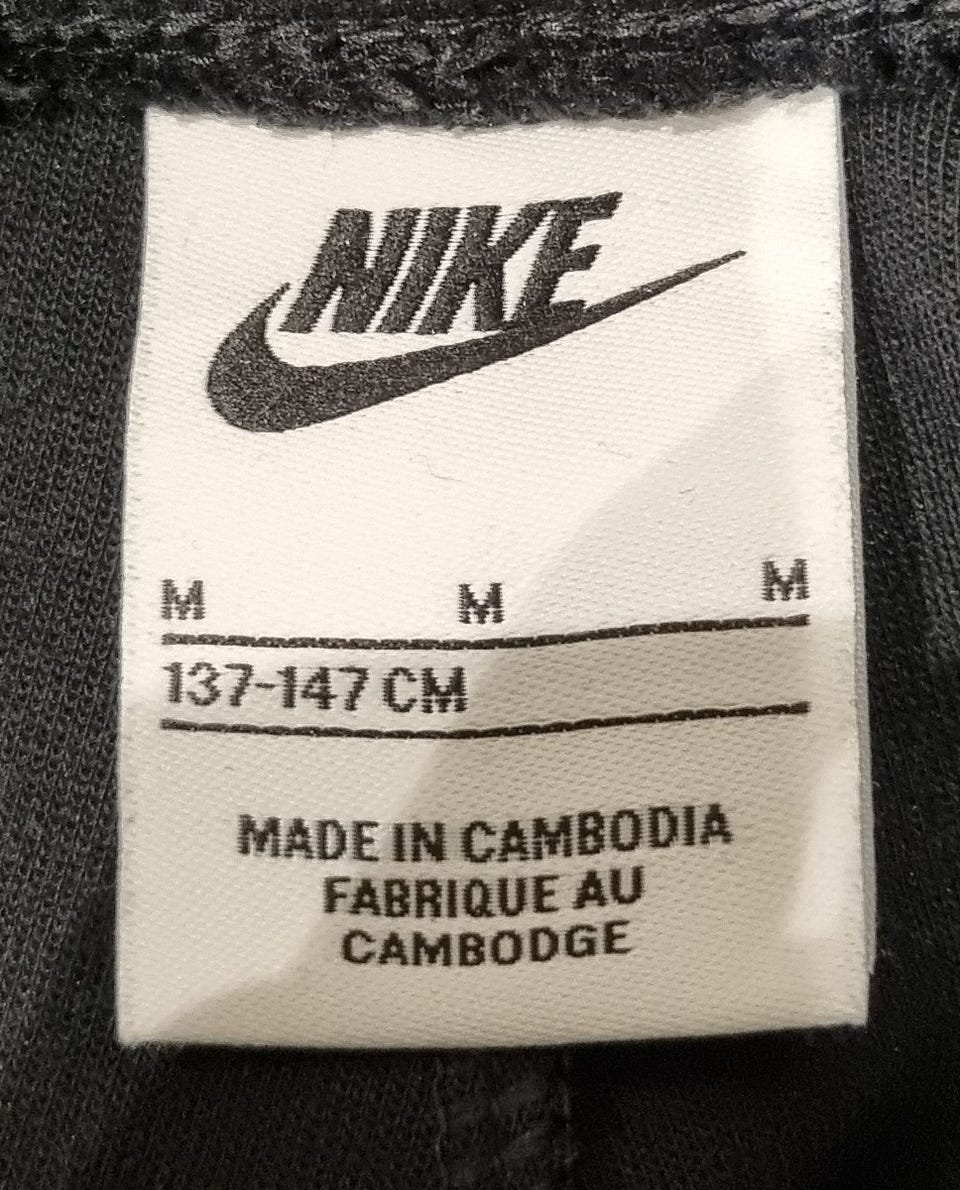 NIKE
M M M
137-147 CM
MADE IN CAMBODIA
FABRIQUE AU
CAMBODGE